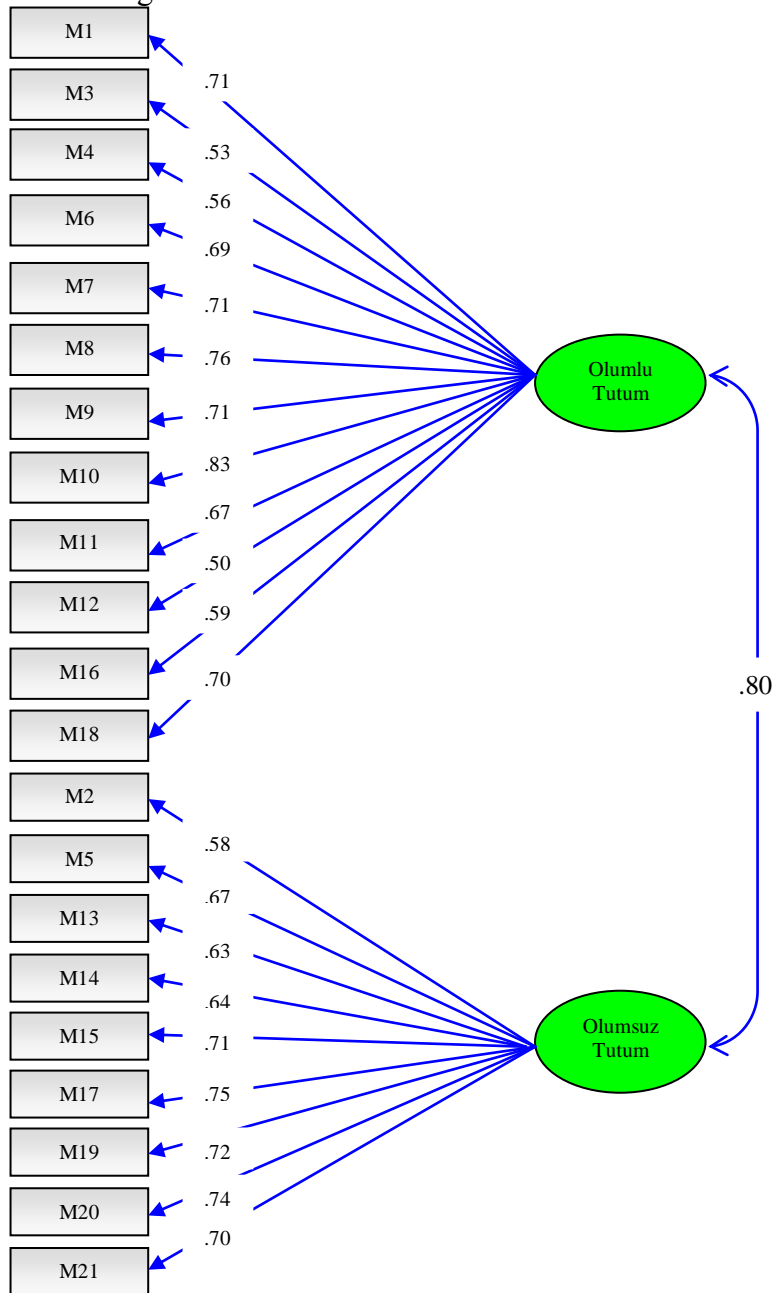 M1
.71
M3
.53
M4
.56
M6
.69
M7
.71
M8
.76
M9
.71
M10
.83
M11
.67
M12
.50
M16
.59
M18
.70
Olumlu
Tutum
.80
M2
.58
M5
.67
M13
.63
M14
.64
M15
.71
M17
.75
M19
.72
M20
.74
M21
.70
Olumsuz
Tutum